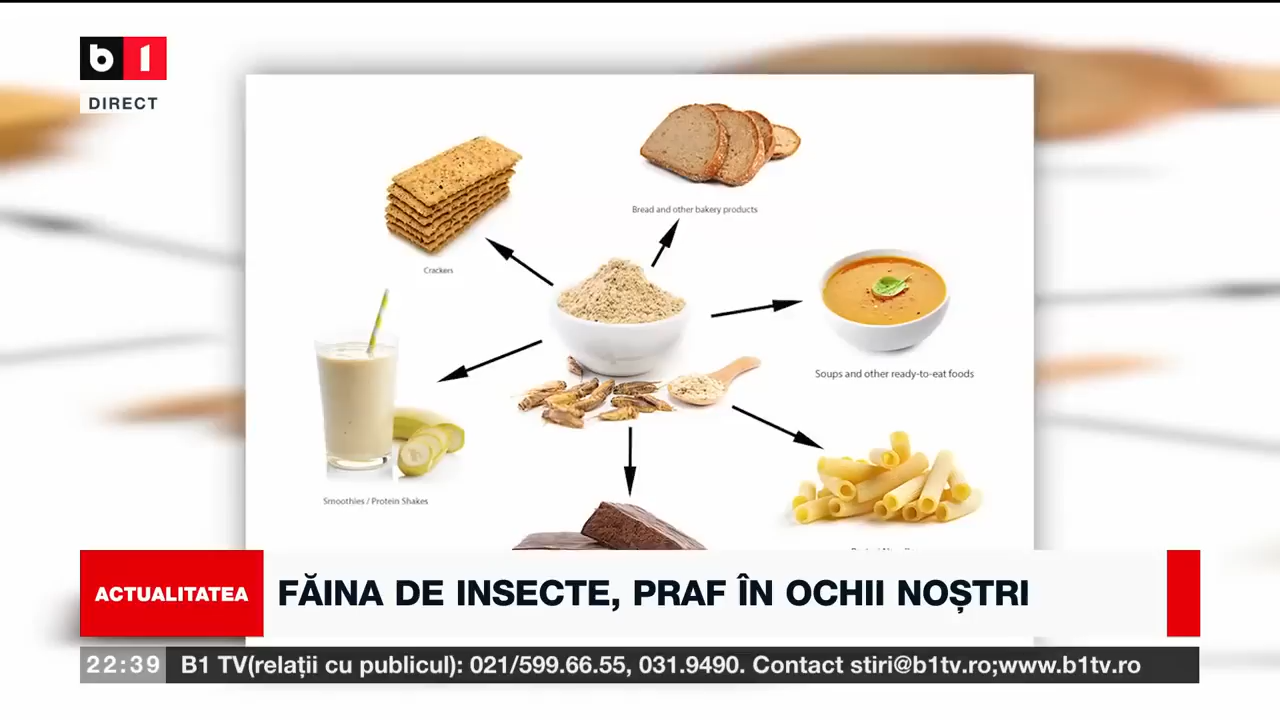 b1
DIRECT
Bread and other bakery products
Crackers
Soups and other ready-to-eat foods
Smoothies / Protein Shakes
ACTUALITATEA
FĂINA DE INSECTE, PRAF ÎN OCHII NOȘTRI
22:39 B1 TV(relații cu publicul): 021/599.66.55, 031.9490. Contact stiri@b1tv.ro;www.b1tv.ro